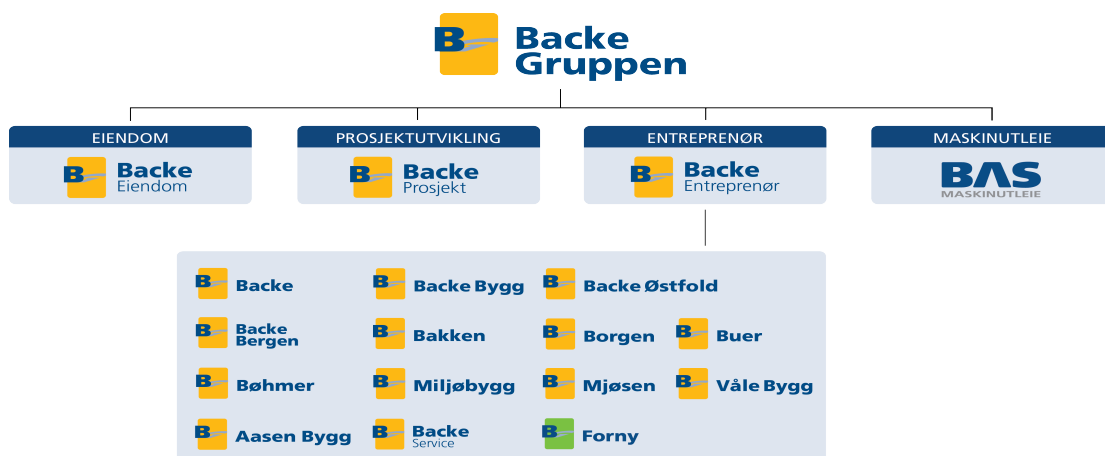 B Backe
Gruppen
EIENDOM
B Backe
Eiendom
PROSJEKTUTVIKLING
B Backe
Prosjekt
ENTREPRENØR
B Backe
Entreprenør
MASKINUTLEIE
BAS
MASKINUTLEIE
B Backe
B Backe Bygg
B Backe Østfold
B Backe
Bergen
B Bakken
B Borgen
B Buer
B Bøhmer
B Miljøbygg
B Mjøsen
B Våle Bygg
B Aasen Bygg
B Backe
Service
B Forny